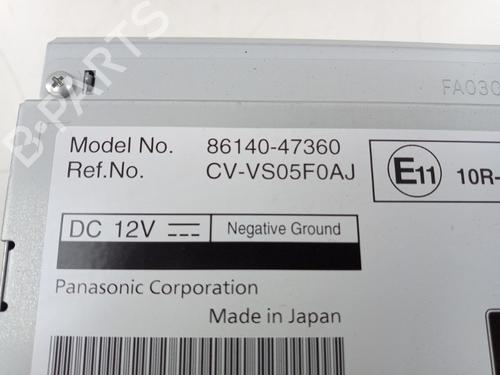 B-PARTS
FA03C
Model No. 86140-47360
Ref.No. CV-VS05F0AJ
E11 10R-
DC 12V Negative Ground
Panasonic Corporation
Made in Japan